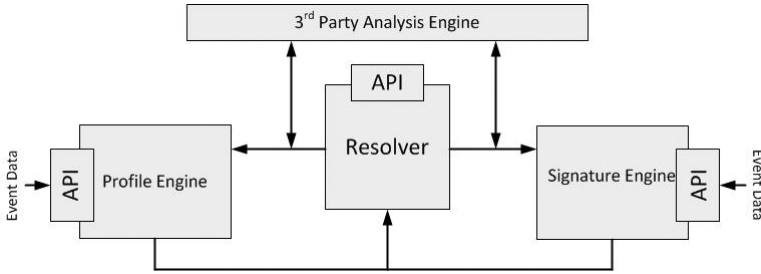 3rd Party Analysis Engine
API
Resolver
Event Data
API
Profile Engine
Signature Engine
API
Event Data